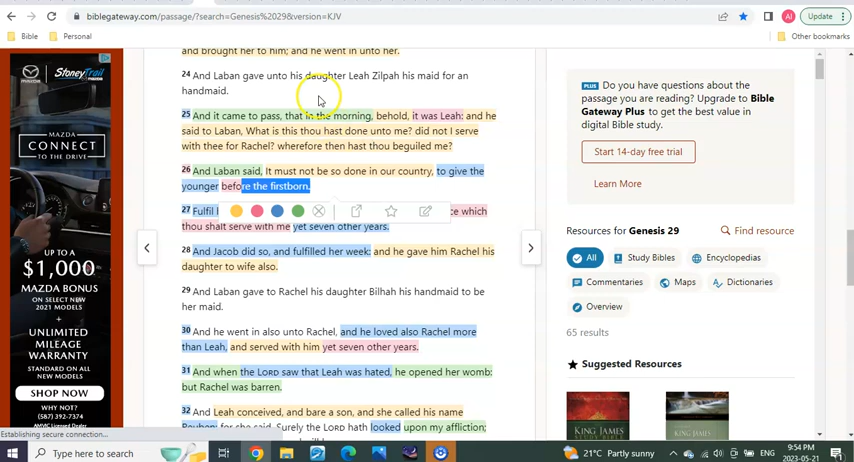 biblegateway.com/passage/?search=Genesis%2029&version=KJV
AI
Update
Bible
Personal
Other bookmarks
and brought her to him; and he went in unto her.
24 And Laban gave unto his daughter Leah Zilpah his maid for an
handmaid.
25 And it came to pass, that in the morning, behold, it was Leah: and he
said to Laban, What is this thou hast done unto me? did not I serve
with thee for Rachel? wherefore then hast thou beguiled me?
26 And Laban said, It must not be so done in our country, to give the
younger before the firstborn.
27 Fulfil
ce which
thou shalt serve with me yet seven other years.
28 And Jacob did so, and fulfilled her week: and he gave him Rachel his
daughter to wife also.
29 And Laban gave to Rachel his daughter Bilhah his handmaid to be
her maid.
30 And he went in also unto Rachel, and he loved also Rachel more
than Leah, and served with him yet seven other years.
31 And when the LORD saw that Leah was hated, he opened her womb:
but Rachel was barren.
32 And Leah conceived, and bare a son, and she called his name
Reuben: for she said, Surely the LORD hath looked upon my affliction;
mazda
StoneyTrail
MAZDA
MAZDA
CONNECT
TO THE DRIVER'S EYES
UP TO A
$1,000
MAZDA BONUS
ON SELECT NEW
2021 MODELS
+
UNLIMITED
MILEAGE
WARRANTY
STANDARD ON ALL
NEW MODELS
SHOP NOW
WHY NOT?
(587) 392-7374
AMVIC Licensed Dealer
PLUS Do you have questions about the
passage you are reading? Upgrade to Bible
Gateway Plus to get the best value in
digital Bible study.
Start 14-day free trial
Learn More
Resources for Genesis 29
Find resource
All
Study Bibles
Encyclopedias
Commentaries
Maps
Dictionaries
Overview
65 results
Suggested Resources
KING JAMES
KING JAMES
Establishing secure connection...
Type here to search
21°C Partly sunny
ENG
9:54 PM
2023-05-21